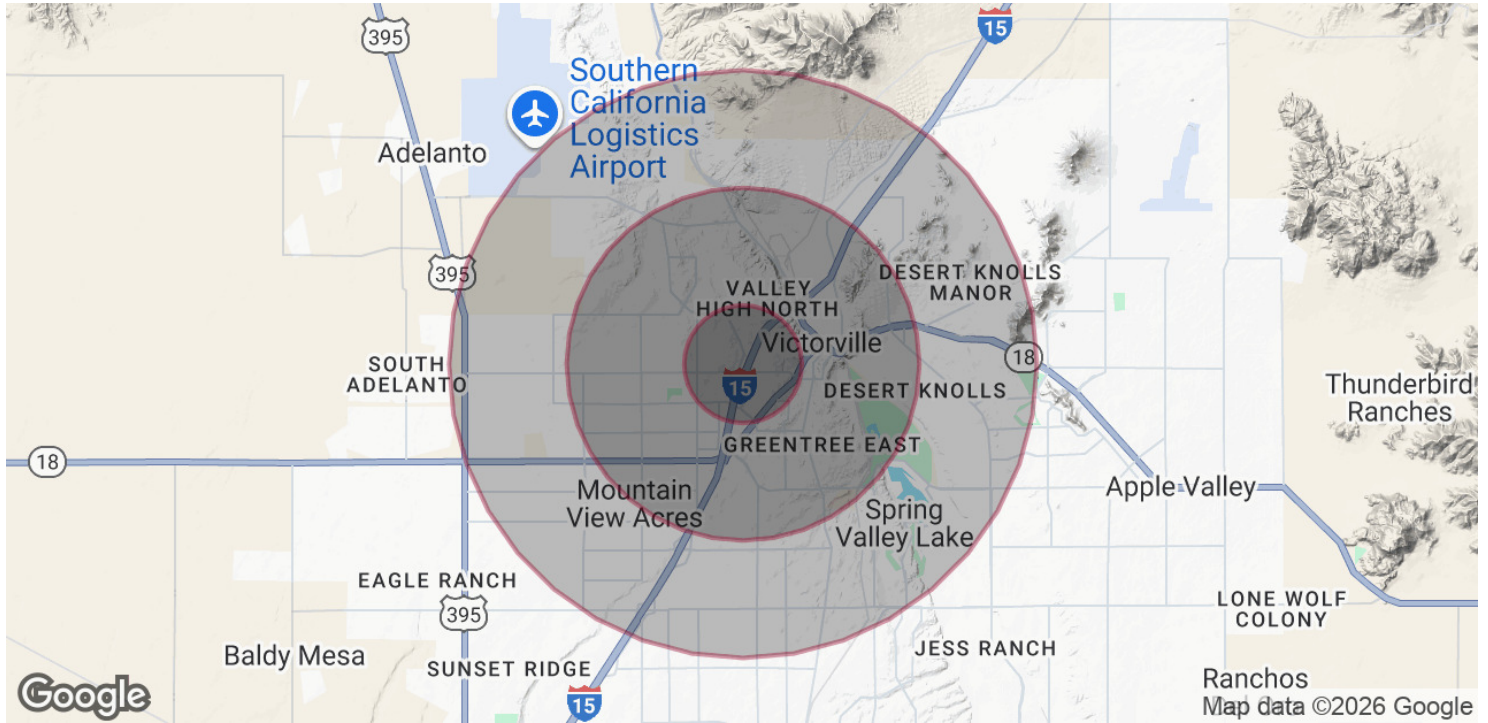 395
15
Southern
California
Logistics
Airport
Adelanto
395
DESERT KNOLLS
MANOR
VALLEY
HIGH NORTH
Victorville
18
SOUTH
ADELANTO
15
DESERT KNOLLS
Thunderbird
Ranches
GREENTREE EAST
18
Mountain
View Acres
Apple Valley
Spring
Valley Lake
EAGLE RANCH
395
LONE WOLF
COLONY
Baldy Mesa
SUNSET RIDGE
JESS RANCH
Ranchos
15
Google
Map data ©2026 Google